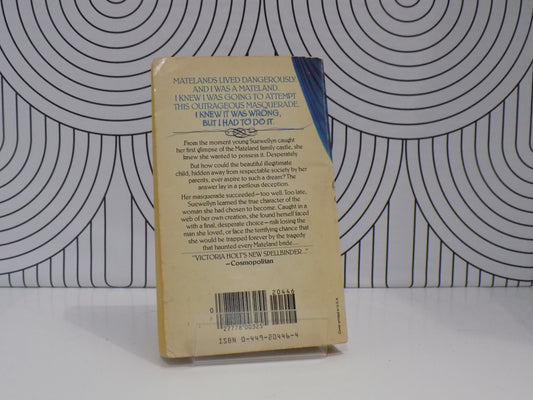 MATELANDS LIVED DANGEROUSLY
AND I WAS A MATELAND.
I KNEW I WAS GOING TO ATTEMPT
THIS OUTRAGEOUS MASQUERADE.
I KNEW IT WAS WRONG,
BUT I HAD TO DO IT.
From the moment young Suewellyn caught
her first glimpse of the Mateland family castle, she
knew she wanted to possess it. Desperately.
But how could the beautiful illegitimate
child, hidden away from respectable society by her
parents, ever aspire to such a dream? The
answer lay in a perilous deception.
Her masquerade succeeded—too well. Too late,
Suewellyn learned the true character of the
woman she had chosen to become. Caught in a
web of her own creation, she found herself faced
with a final, desperate choice—risk losing the
man she loved, or face the terrifying chance that
she would be trapped forever by the tragedy
that haunted every Mateland bride....
"VICTORIA HOLT'S NEW SPELLBINDER..."
—Cosmopolitan
20446
0
27778 00325
ISBN 0-449-20446-4